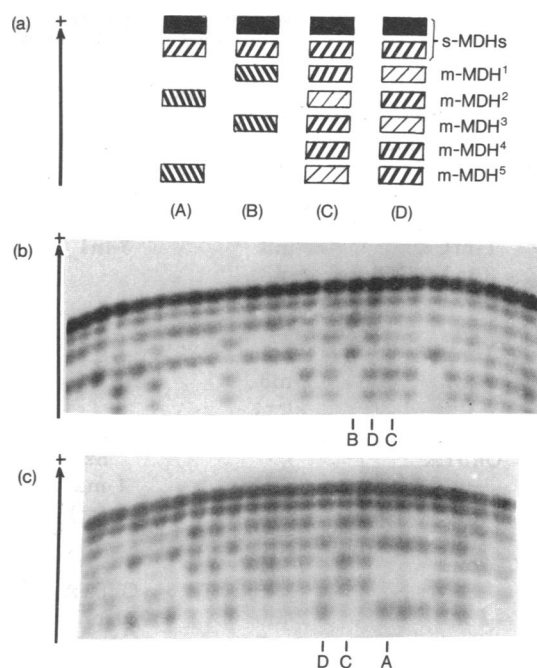 (a)
+
s-MDHs
m-MDH¹
m-MDH²
m-MDH³
m-MDH⁴
m-MDH⁵
(A) (B) (C) (D)
(b)
+
B D C
(c)
+
D C A